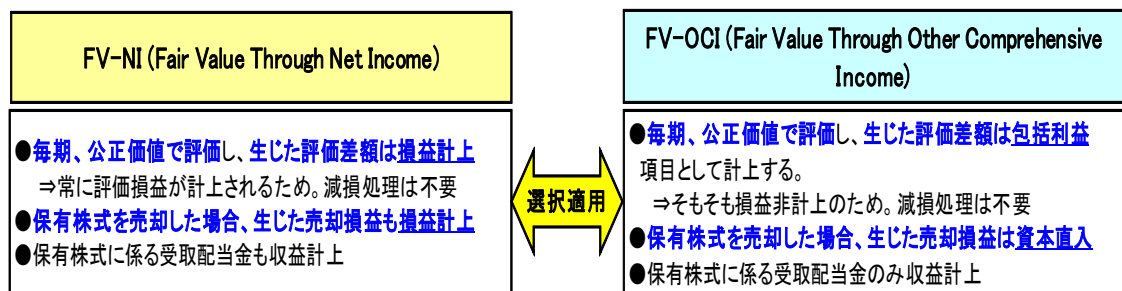 FV-NI (Fair Value Through Net Income)
●毎期、公正価値で評価し、生じた評価差額は損益計上
⇒常に評価損益が計上されるため。減損処理は不要
●保有株式を売却した場合、生じた売却損益も損益計上
●保有株式に係る受取配当金も収益計上
選択適用
FV-OCI (Fair Value Through Other Comprehensive
Income)
●毎期、公正価値で評価し、生じた評価差額は包括利益
項目として計上する。
⇒そもそも損益非計上のため。減損処理は不要
●保有株式を売却した場合、生じた売却損益は資本直入
●保有株式に係る受取配当金のみ収益計上